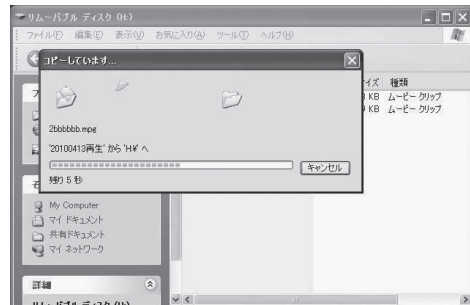 リムーバブル ディスク (H:)
ファイル(F) 編集(E) 表示(V) お気に入り(A) ツール(T) ヘルプ(H)
コピーしています...
イズ 種類
KB ムービー クリップ
KB ムービー クリップ
2bbbbbb.mpg
'20100413再生' から 'H¥' へ
キャンセル
残り 5 秒
My Computer
マイ ドキュメント
共有ドキュメント
マイ ネットワーク
詳細
リムーバブル ディスク (H:)